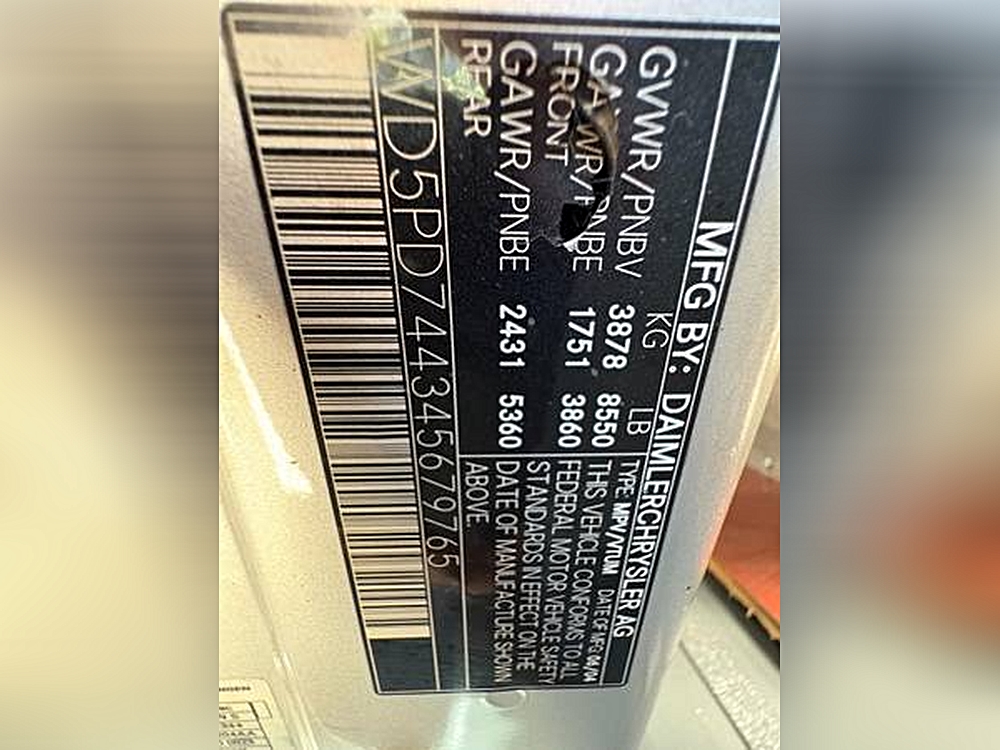 MFG BY: DAIMLERCHRYSLER AG
KG LB
GVWR/PNBV 3878 8550
GAWR/PNBE 1751 3860
FRONT
GAWR/PNBE 2431 5360
REAR
TYPE: MPV/VTUM DATE OF MFG: 04/04
THIS VEHICLE CONFORMS TO ALL
FEDERAL MOTOR VEHICLE SAFETY
STANDARDS IN EFFECT ON THE
DATE OF MANUFACTURE SHOWN
ABOVE.
WD5PD744345679765